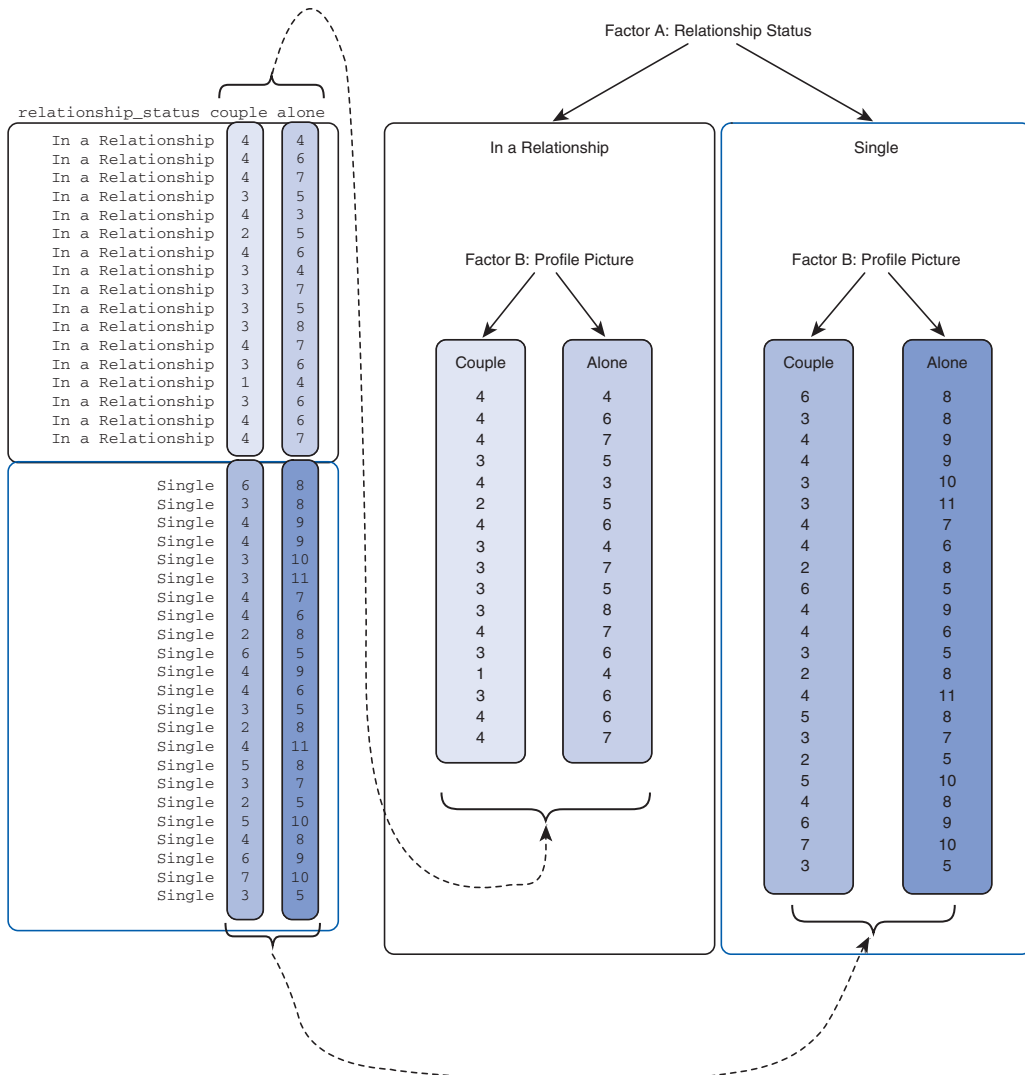 Factor A: Relationship Status
relationship_status couple alone
In a Relationship 4 4
In a Relationship 4 6
In a Relationship 4 7
In a Relationship 3 5
In a Relationship 4 3
In a Relationship 2 5
In a Relationship 4 6
In a Relationship 3 4
In a Relationship 3 7
In a Relationship 3 5
In a Relationship 3 8
In a Relationship 4 7
In a Relationship 3 6
In a Relationship 1 4
In a Relationship 3 6
In a Relationship 4 6
In a Relationship 4 7
Single 6 8
Single 3 8
Single 4 9
Single 4 9
Single 3 10
Single 3 11
Single 4 7
Single 4 6
Single 2 8
Single 6 5
Single 4 9
Single 4 6
Single 3 5
Single 2 8
Single 4 11
Single 5 8
Single 3 7
Single 2 5
Single 5 10
Single 4 8
Single 6 9
Single 7 10
Single 3 5
In a Relationship
Factor B: Profile Picture
Couple Alone
4 4
4 6
4 7
3 5
4 3
2 5
4 6
3 4
3 7
3 5
3 8
4 7
3 6
1 4
3 6
4 6
4 7
Single
Factor B: Profile Picture
Couple Alone
6 8
3 8
4 9
4 9
3 10
3 11
4 7
4 6
2 8
6 5
4 9
4 6
3 5
2 8
4 11
5 8
3 7
2 5
5 10
4 8
6 9
7 10
3 5